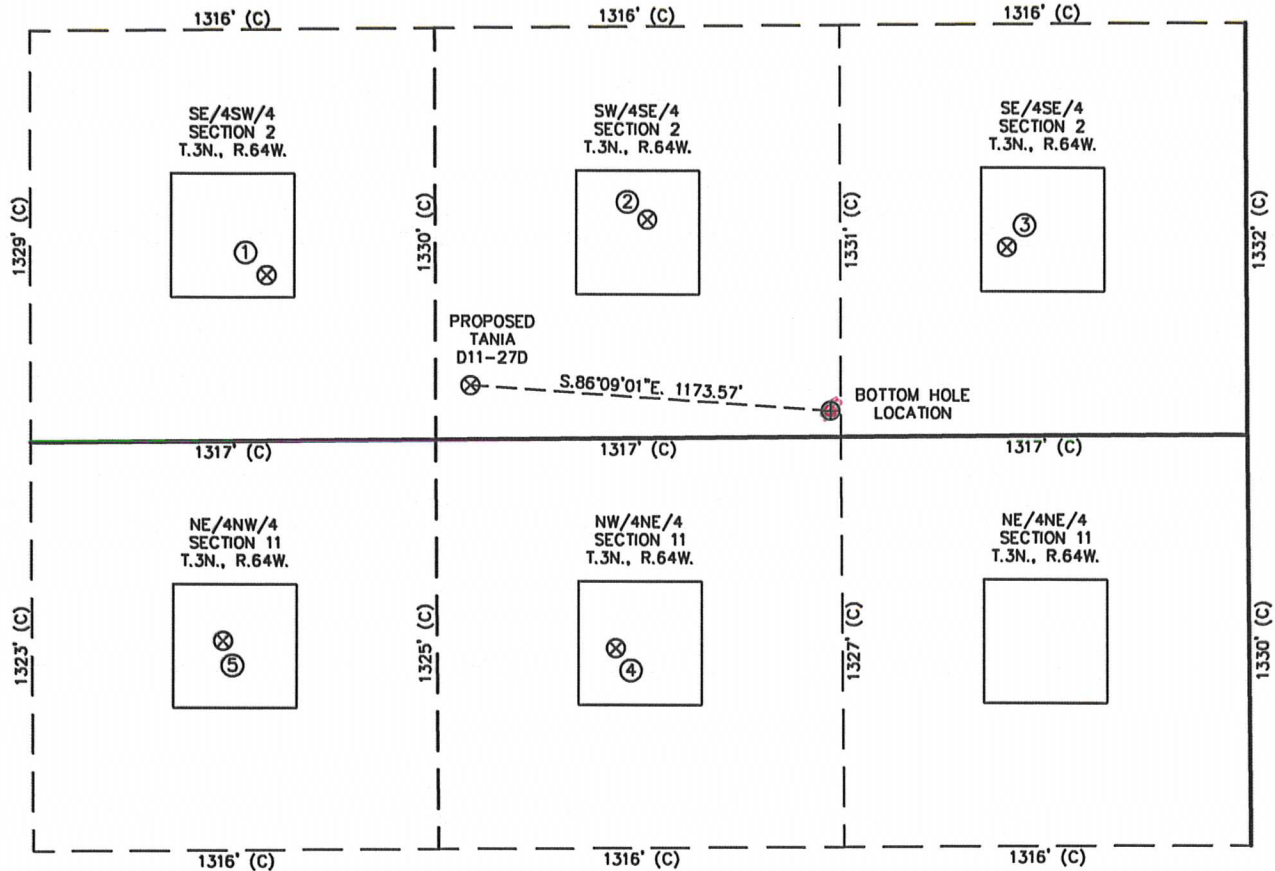 1316' (C)
1316' (C)
1316' (C)
SE/4SW/4
SECTION 2
T.3N., R.64W.
SW/4SE/4
SECTION 2
T.3N., R.64W.
SE/4SE/4
SECTION 2
T.3N., R.64W.
1329' (C)
1330' (C)
1331' (C)
1332' (C)
1
2
3
PROPOSED
TANIA
D11-27D
S.86°09'01"E. 1173.57'
BOTTOM HOLE
LOCATION
1317' (C)
1317' (C)
1317' (C)
NE/4NW/4
SECTION 11
T.3N., R.64W.
NW/4NE/4
SECTION 11
T.3N., R.64W.
NE/4NE/4
SECTION 11
T.3N., R.64W.
1323' (C)
1325' (C)
1327' (C)
1330' (C)
5
4
1316' (C)
1316' (C)
1316' (C)